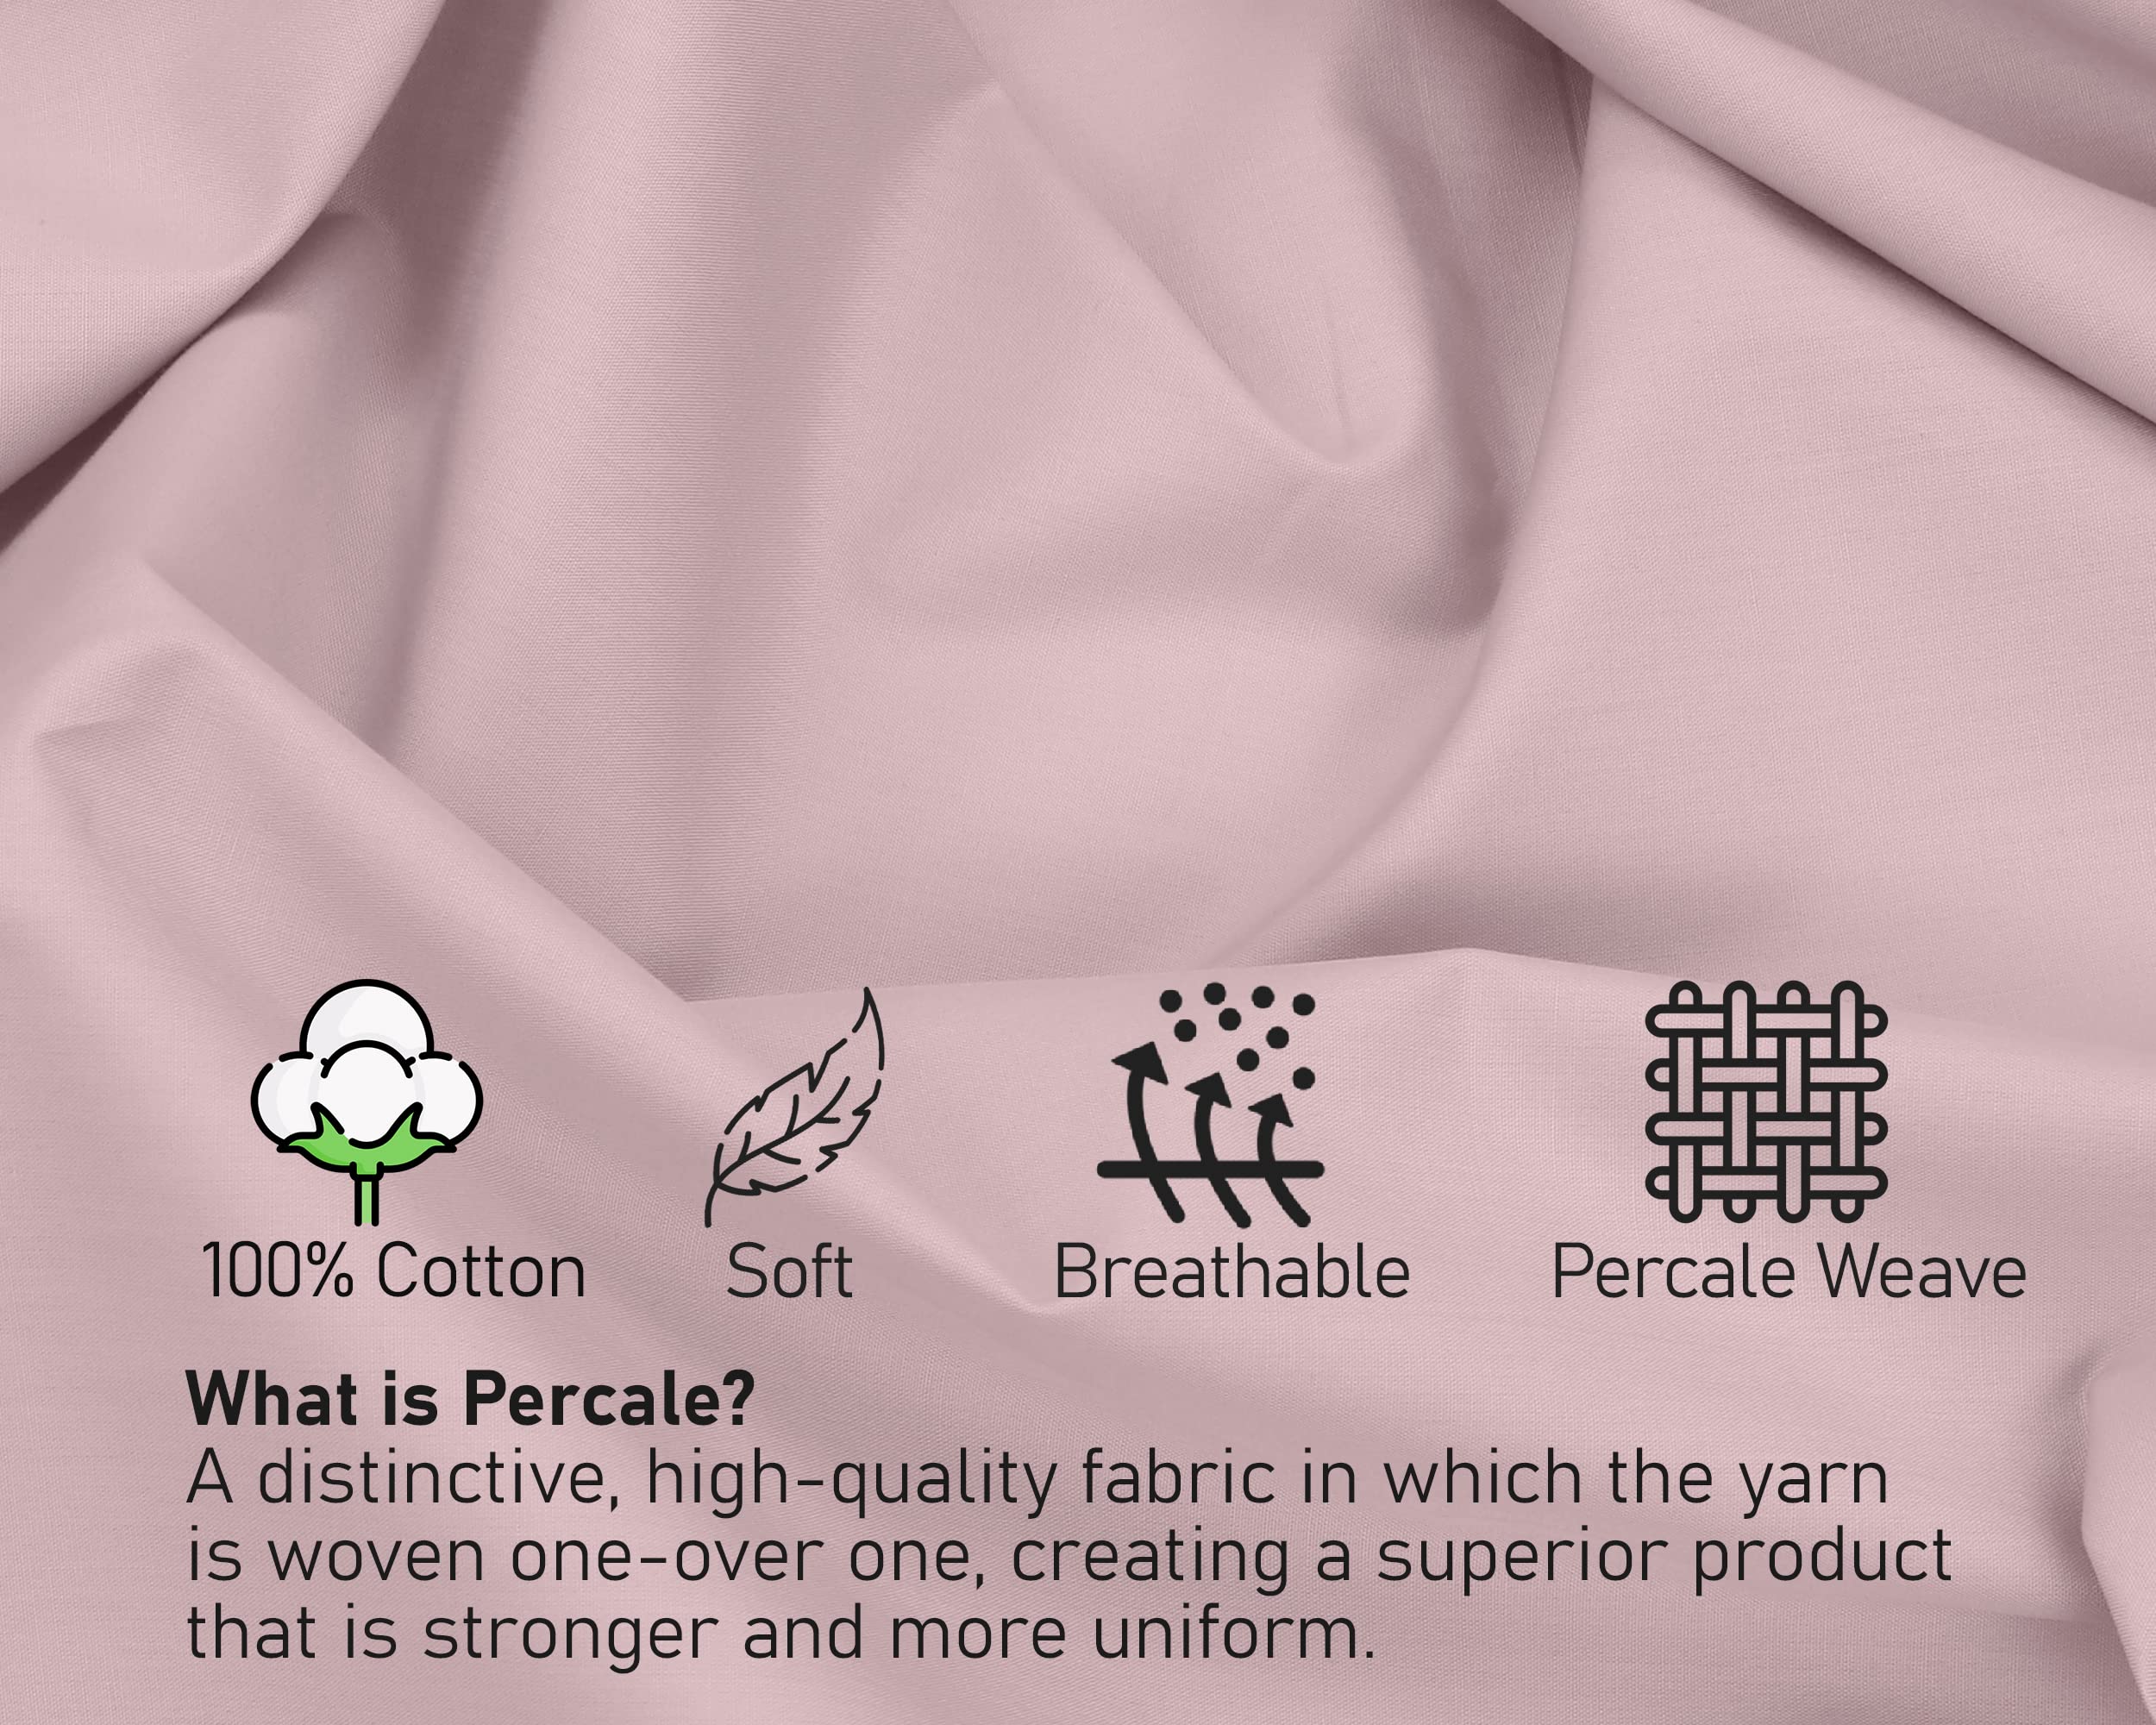 100% Cotton
Soft
Breathable
Percale Weave
What is Percale?
A distinctive, high-quality fabric in which the yarn
is woven one-over one, creating a superior product
that is stronger and more uniform.